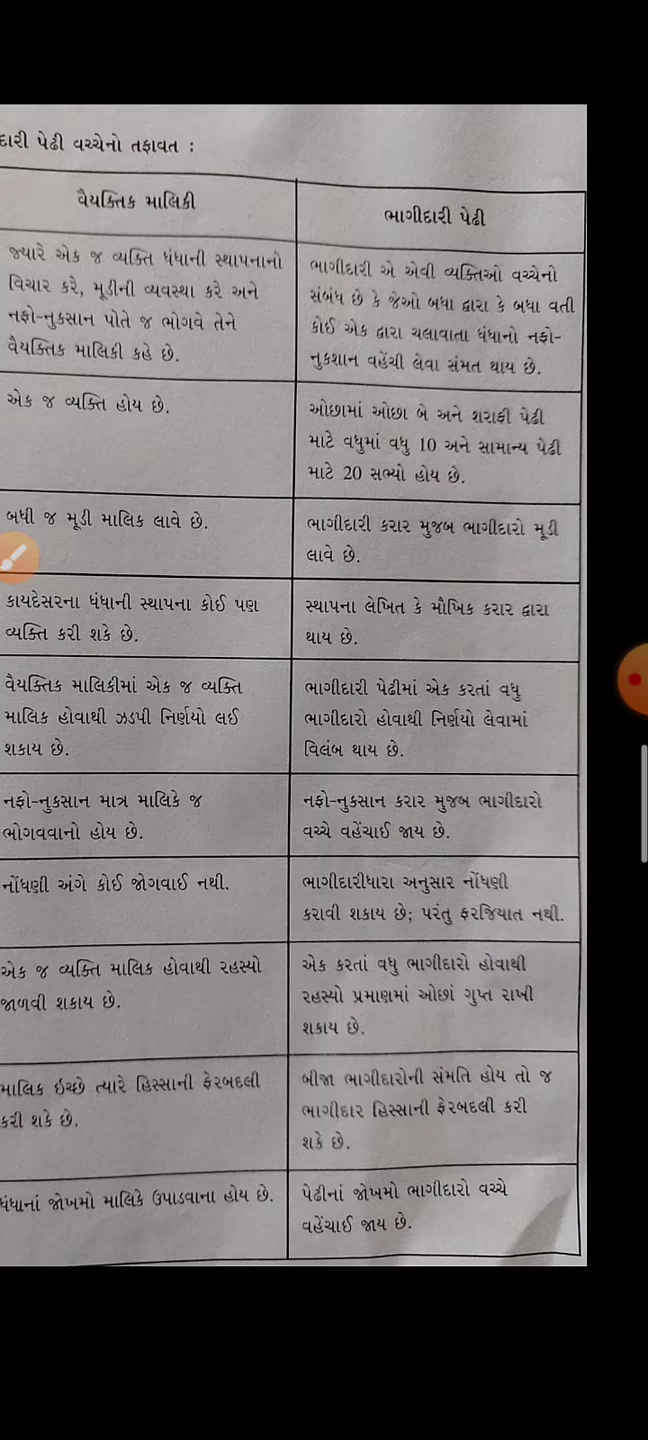 દારી પેઢી વચ્ચેનો તફાવત :
વૈયક્તિક માલિકી
ભાગીદારી પેઢી
જ્યારે એક જ વ્યક્તિ ધંધાની સ્થાપનાનો
વિચાર કરે, મૂડીની વ્યવસ્થા કરે અને
નફો-નુકસાન પોતે જ ભોગવે તેને
વૈયક્તિક માલિકી કહે છે.
ભાગીદારી એ એવી વ્યક્તિઓ વચ્ચેનો
સંબંધ છે કે જેઓ બધા દ્વારા કે બધા વતી
કોઈ એક દ્વારા ચલાવાતા ધંધાનો નફો-
નુકશાન વહેંચી લેવા સંમત થાય છે.
એક જ વ્યક્તિ હોય છે.
ઓછામાં ઓછા બે અને શરાફી પેઢી
માટે વધુમાં વધુ 10 અને સામાન્ય પેઢી
માટે 20 સભ્યો હોય છે.
બધી જ મૂડી માલિક લાવે છે.
ભાગીદારી કરાર મુજબ ભાગીદારો મૂડી
લાવે છે.
કાયદેસરના ધંધાની સ્થાપના કોઈ પણ
વ્યક્તિ કરી શકે છે.
સ્થાપના લેખિત કે મૌખિક કરાર દ્વારા
થાય છે.
વૈયક્તિક માલિકીમાં એક જ વ્યક્તિ
માલિક હોવાથી ઝડપી નિર્ણયો લઈ
શકાય છે.
ભાગીદારી પેઢીમાં એક કરતાં વધુ
ભાગીદારો હોવાથી નિર્ણયો લેવામાં
વિલંબ થાય છે.
નફો-નુકસાન માત્ર માલિકે જ
ભોગવવાનો હોય છે.
નફો-નુકસાન કરાર મુજબ ભાગીદારો
વચ્ચે વહેંચાઈ જાય છે.
નોંધણી અંગે કોઈ જોગવાઈ નથી.
ભાગીદારીધારા અનુસાર નોંધણી
કરાવી શકાય છે; પરંતુ ફરજિયાત નથી.
એક જ વ્યક્તિ માલિક હોવાથી રહસ્યો
જાળવી શકાય છે.
એક કરતાં વધુ ભાગીદારો હોવાથી
રહસ્યો પ્રમાણમાં ઓછાં ગુપ્ત રાખી
શકાય છે.
માલિક ઇચ્છે ત્યારે હિસ્સાની ફેરબદલી
કરી શકે છે.
બીજા ભાગીદારોની સંમતિ હોય તો જ
ભાગીદાર હિસ્સાની ફેરબદલી કરી
શકે છે.
ધંધાનાં જોખમો માલિકે ઉપાડવાના હોય છે.
પેઢીનાં જોખમો ભાગીદારો વચ્ચે
વહેંચાઈ જાય છે.